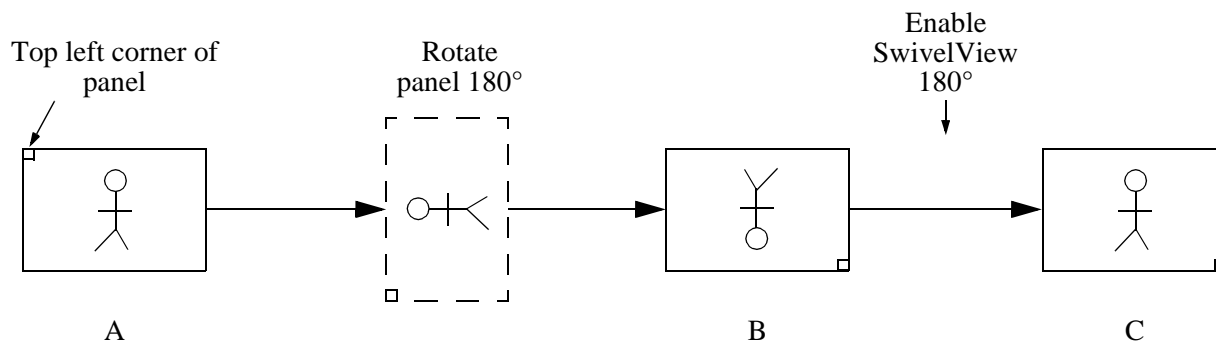 Top left corner of
panel
Rotate
panel 180°
Enable
SwivelView
180°
A
B
C